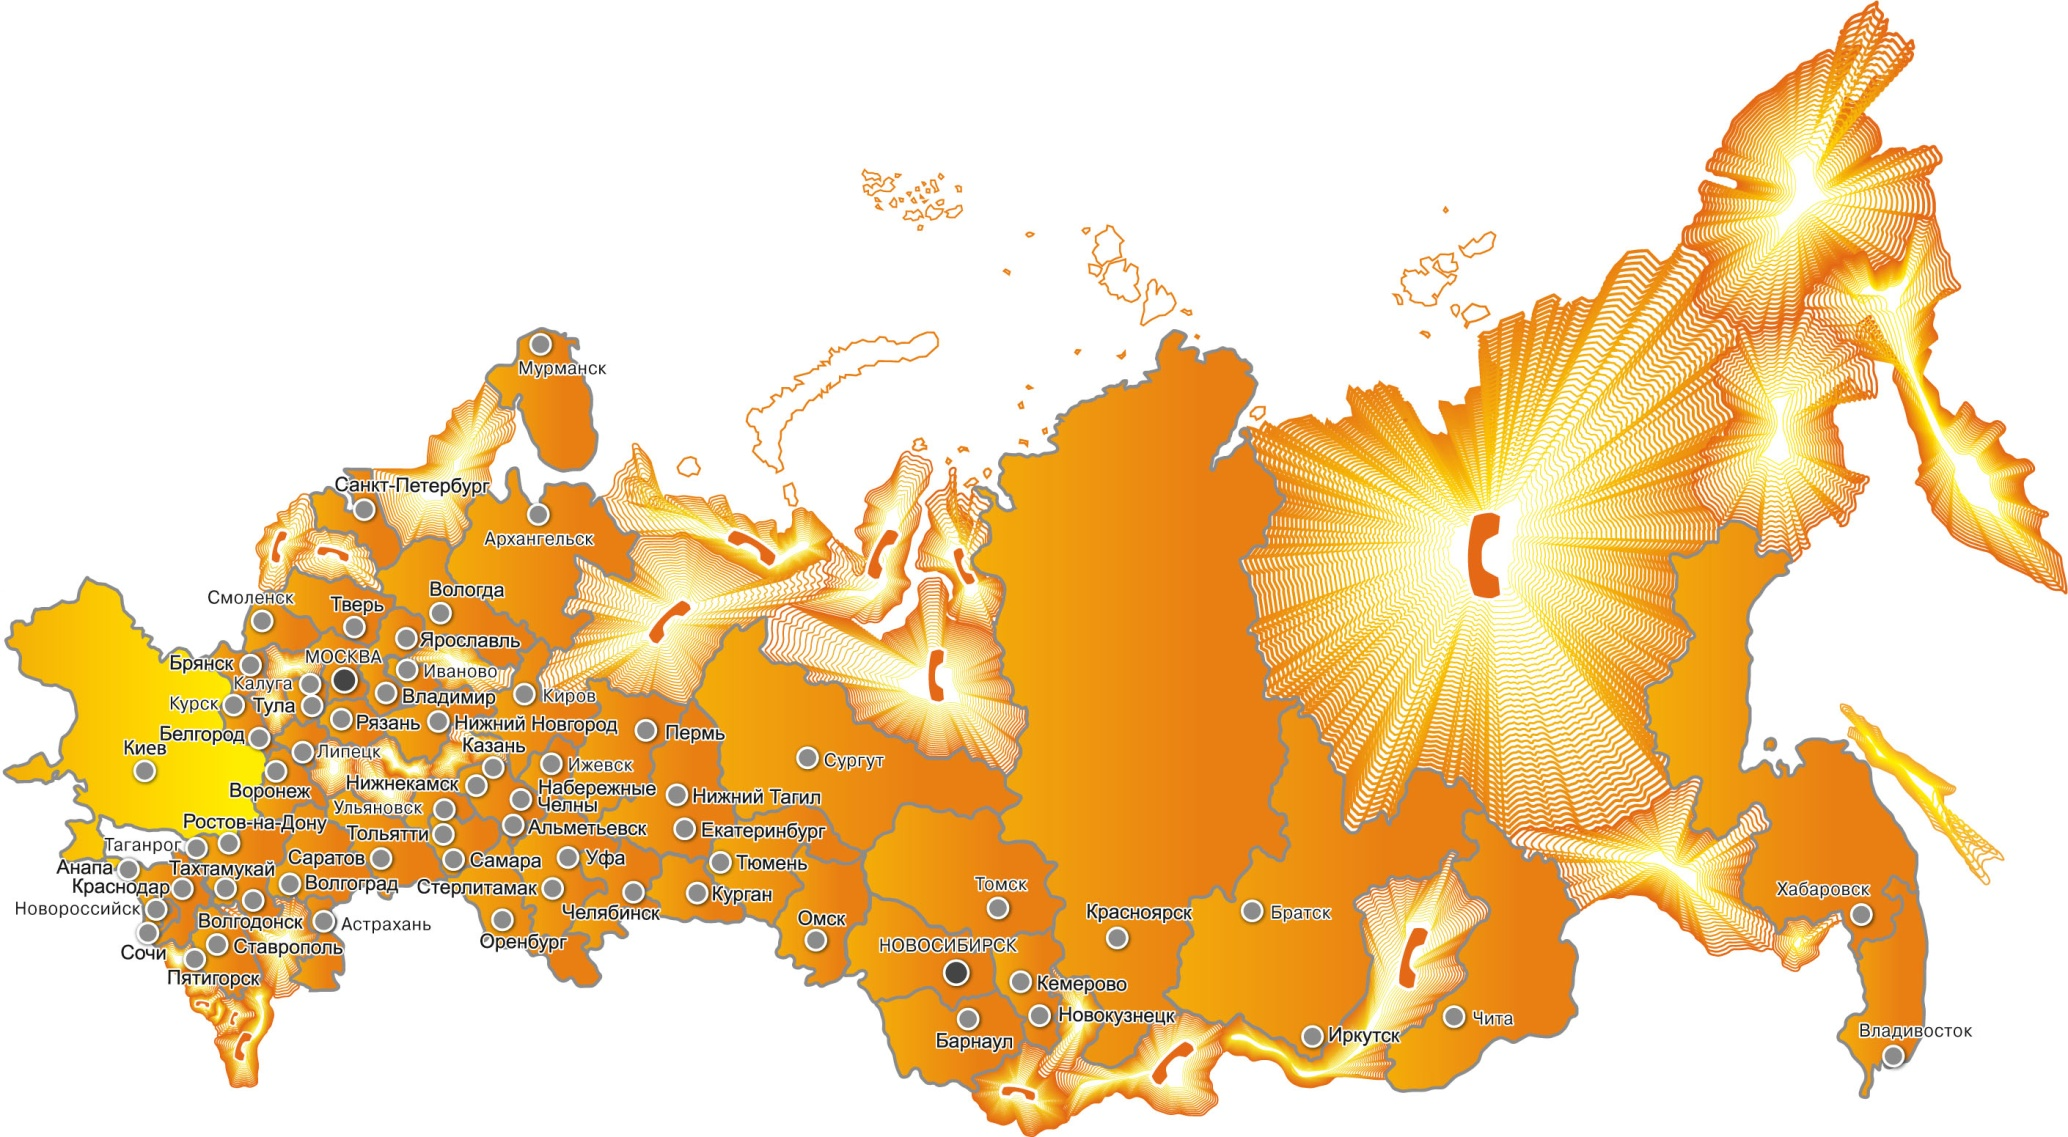 Мурманск
Санкт-Петербург
Архангельск
Вологда
Смоленск
Тверь
Ярославль
МОСКВА
Брянск
Иваново
Калуга
Владимир
Киров
Курск
Тула
Рязань
Нижний Новгород
Пермь
Белгород
Киев
Липецк
Казань
Сургут
Ижевск
Воронеж
Нижнекамск
Набережные
Челны
Нижний Тагил
Ульяновск
Ростов-на-Дону
Тольятти
Альметьевск
Екатеринбург
Таганрог
Саратов
Самара
Уфа
Тюмень
Анапа
Тахтамукай
Краснодар
Волгоград
Стерлитамак
Курган
Томск
Хабаровск
Новороссийск
Челябинск
Красноярск
Братск
Волгодонск
Астрахань
Омск
Сочи
Ставрополь
Оренбург
НОВОСИБИРСК
Пятигорск
Кемерово
Новокузнецк
Чита
Барнаул
Иркутск
Владивосток